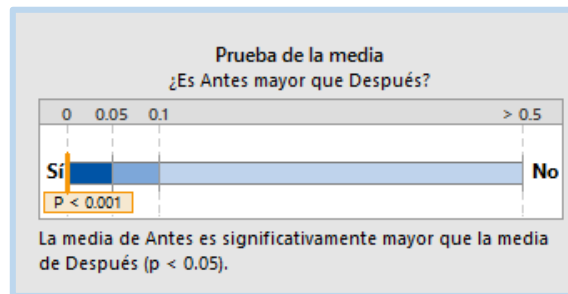 Prueba de la media
¿Es Antes mayor que Después?
0 0.05 0.1 > 0.5
Sí No
P < 0.001
La media de Antes es significativamente mayor que la media
de Después (p < 0.05).